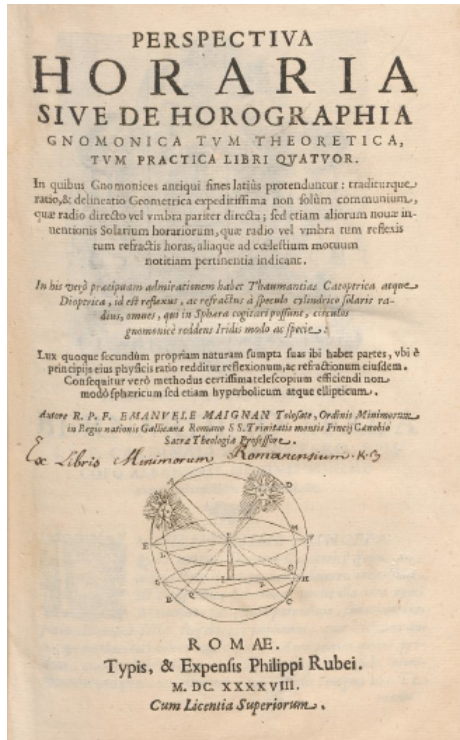 PERSPECTIVA
HORARIA
SIVE DE HOROGRAPHIA
GNOMONICA TVM THEORETICA,
TVM PRACTICA LIBRI QVATVOR.
In quibus Gnomonices antiqui fines latiùs protenduntur: traditurque
ratio, & delineatio Geometrica expeditissima non solùm communium,
quæ radio directo vel vmbra pariter directa; sed etiam aliorum nouæ in-
uentionis Solarium horariorum, quæ radio vel vmbra tum reflexis
tum refractis horas, aliaque ad cœlestium motuum
notitiam pertinentia indicant.
In his verò præcipuam admirationem habet Thaumantias Catoptrica atque
Dioptrica, id est reflexus, ac refractus à speculo cylindrico solaris ra-
dius, omnes, qui in Sphæra cogitari possunt, circulos
gnomonicè reddens Iridis modo ac specie.
Lux quoque secundùm propriam naturam sumpta suas ibi habet partes, vbi è
principijs eius physicis ratio redditur reflexionum, ac refractionum eiusdem.
Consequitur verò methodus certissima telescopium efficiendi non
modò sphæricum sed etiam hyperbolicum atque ellipticum.
Autore R. P. F. EMANVELE MAIGNAN Tolosate, Ordinis Minimorum
in Regio nationis Gallicanæ Romano SS. Trinitatis montis Pincij Cœnobio
Sacræ Theologiæ Professore.
Ex Libris Minimorum Romanensium.
D
M
F
E
L
I
G
H
B
C
ROMAE.
Typis, & Expensis Philippi Rubei.
M. DC. XXXXVIII.
Cum Licentia Superiorum.